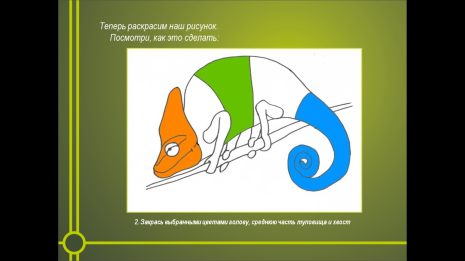 Теперь раскрасим наш рисунок.
Посмотри, как это сделать:
2. Закрась выбранными цветами голову, среднюю часть туловища и хвост